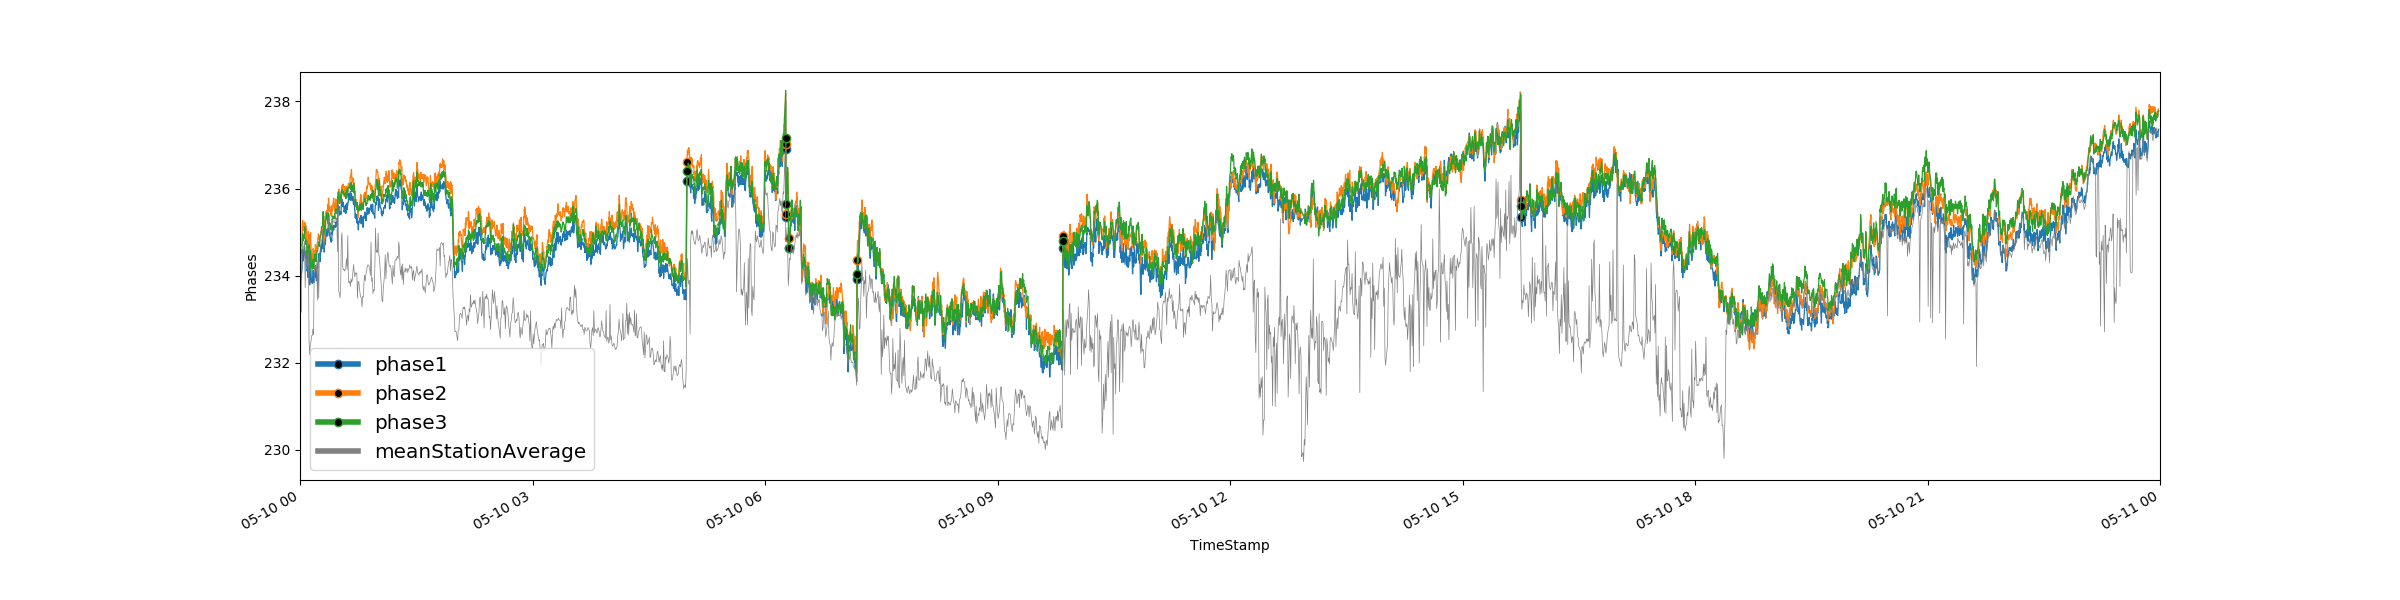 238
236
234
232
230
Phases
phase1
phase2
phase3
meanStationAverage
05-10 00
05-10 03
05-10 06
05-10 09
05-10 12
05-10 15
05-10 18
05-10 21
05-11 00
TimeStamp